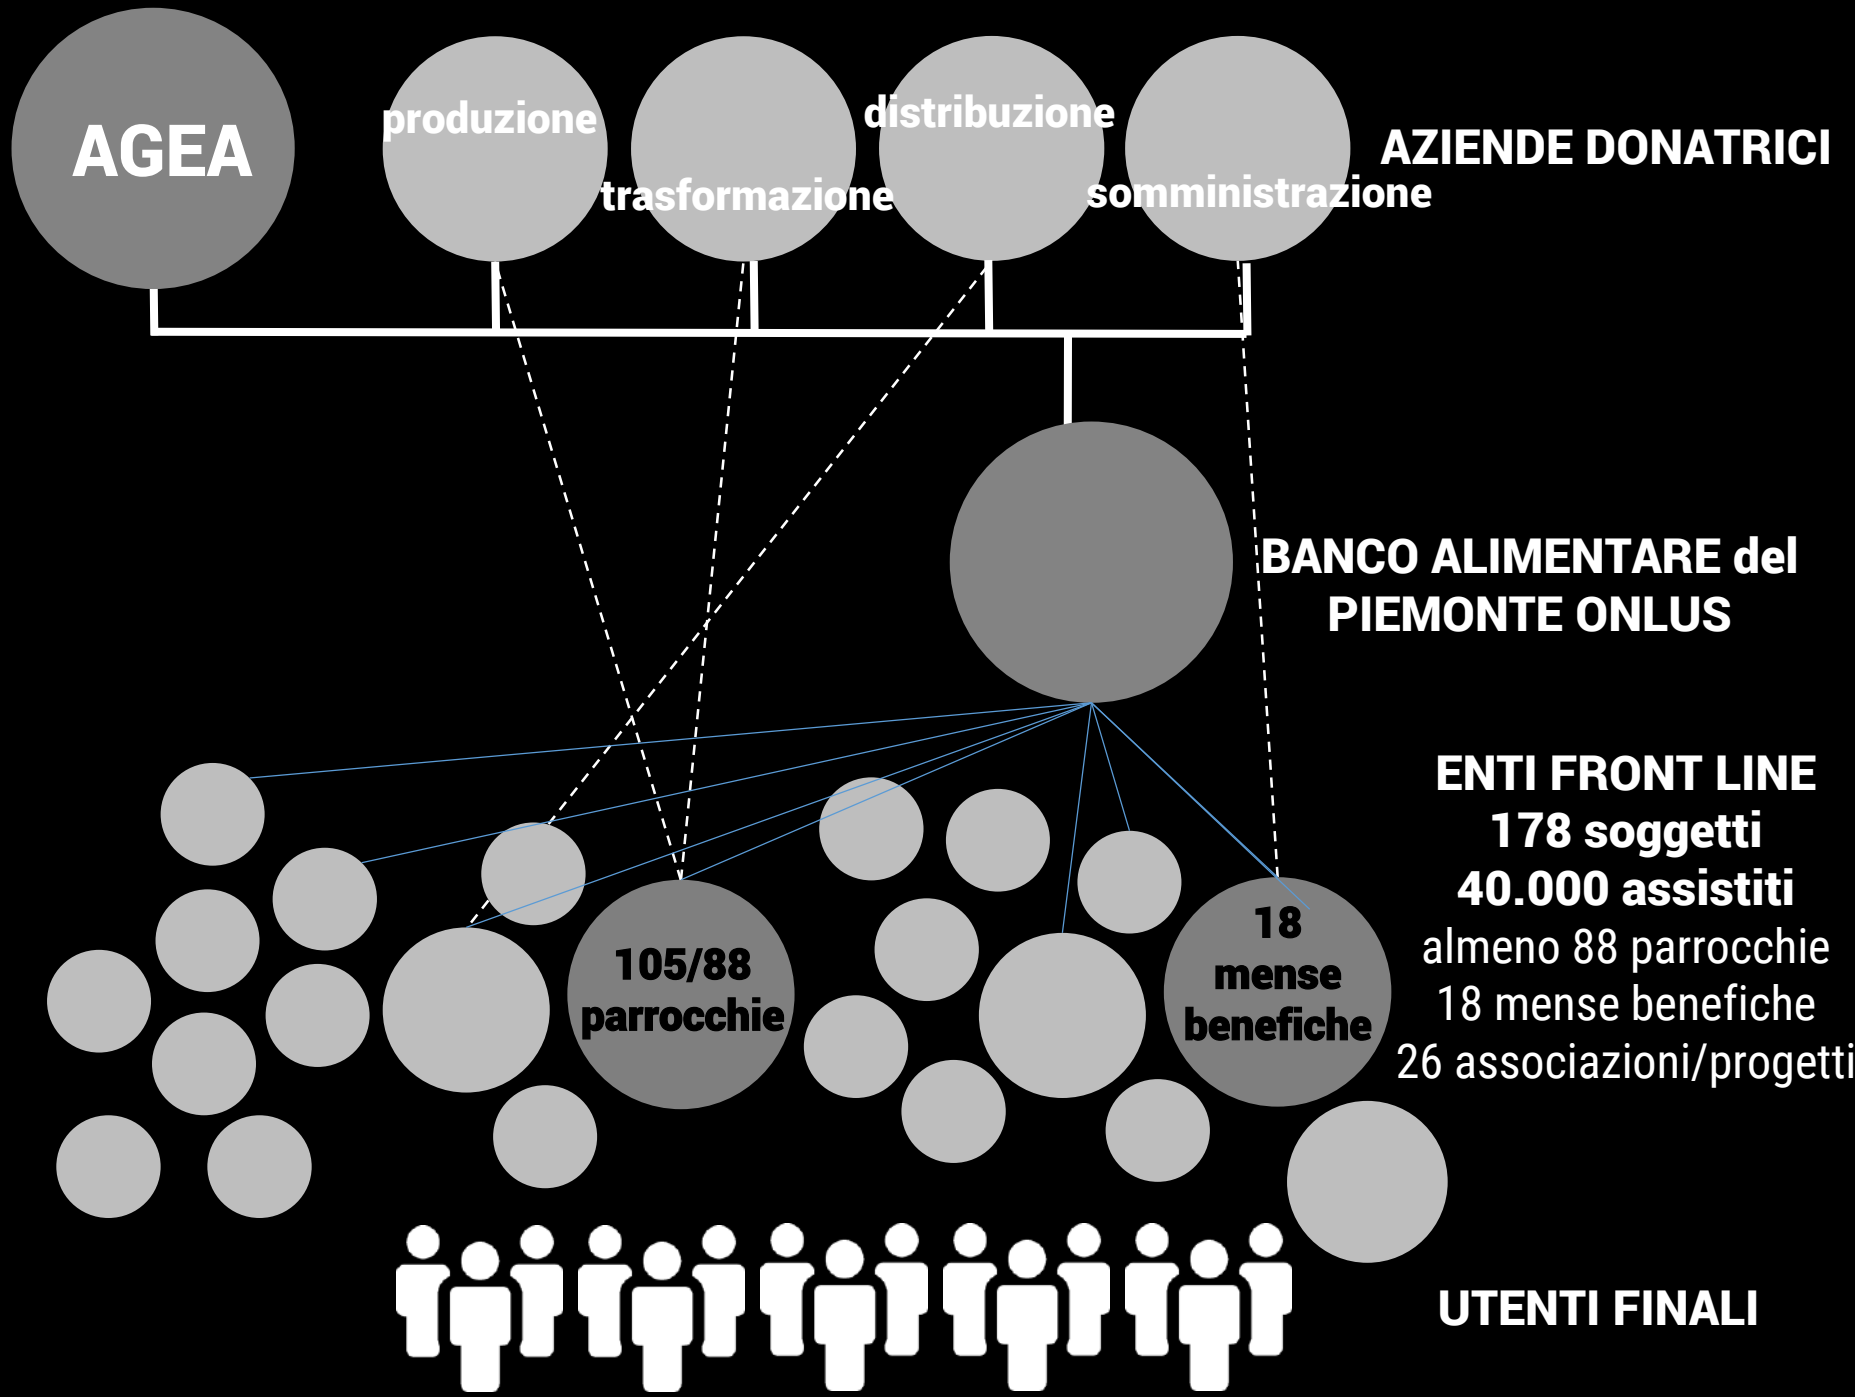 AGEA
produzione
trasformazione
distribuzione
somministrazione
AZIENDE DONATRICI
BANCO ALIMENTARE del
PIEMONTE ONLUS
ENTI FRONT LINE
178 soggetti
40.000 assistiti
almeno 88 parrocchie
18 mense benefiche
26 associazioni/progetti
105/88
parrocchie
18
mense
benefiche
UTENTI FINALI